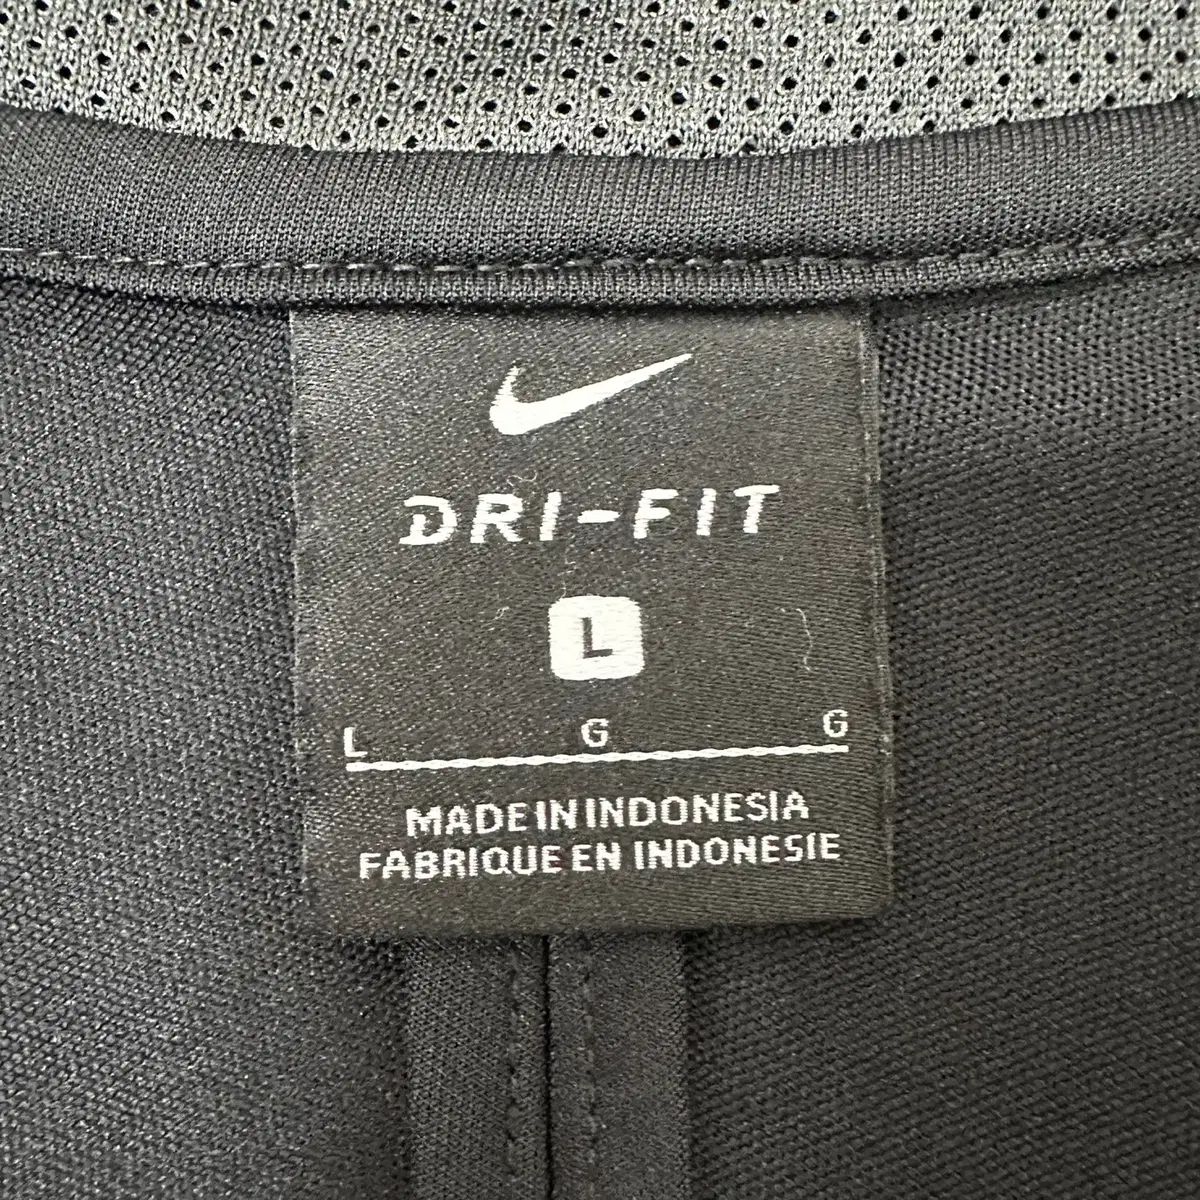 DRI-FIT
L
L G G
MADE IN INDONESIA
FABRIQUE EN INDONESIE